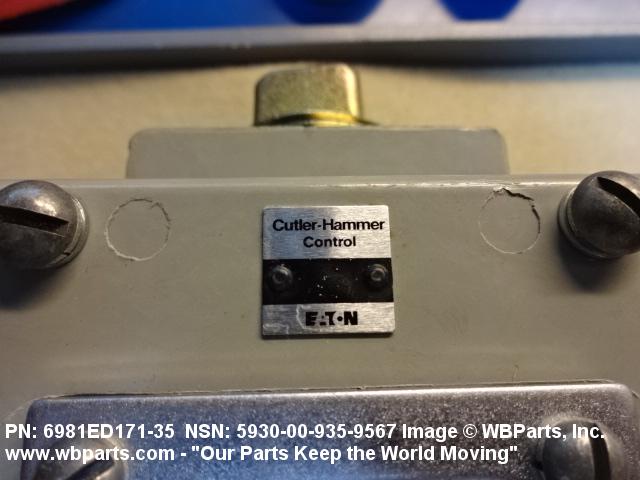 Cutler-Hammer
Control
EAT•N
PN: 6981ED171-35 NSN: 5930-00-935-9567 Image © WBParts, Inc.
www.wbparts.com - "Our Parts Keep the World Moving"